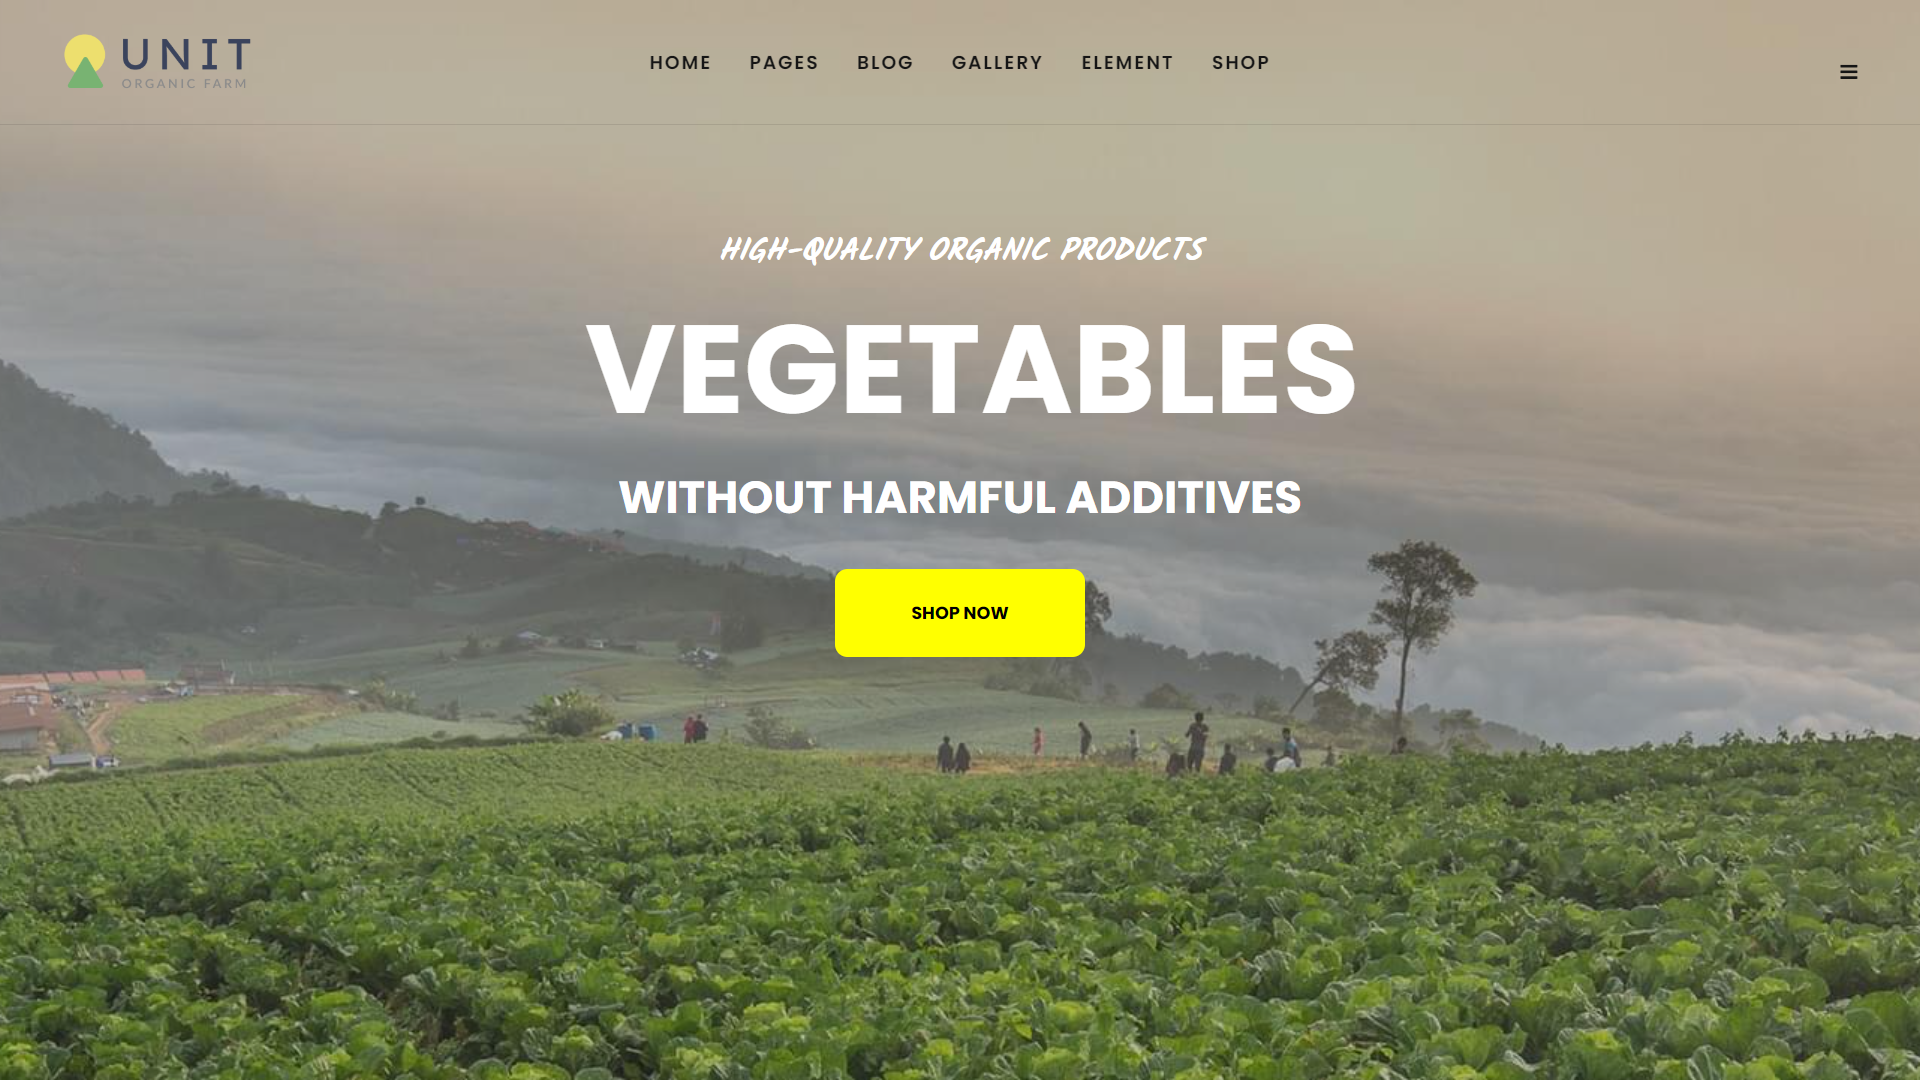 UNIT
ORGANIC FARM
HOME PAGES BLOG GALLERY ELEMENT SHOP
HIGH-QUALITY ORGANIC PRODUCTS
VEGETABLES
WITHOUT HARMFUL ADDITIVES
SHOP NOW